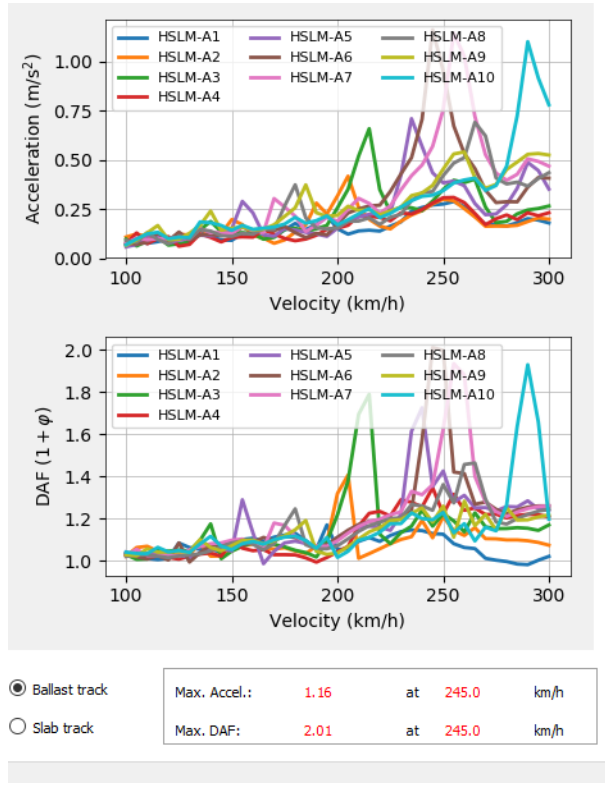 HSLM-A1 HSLM-A5 HSLM-A8
HSLM-A2 HSLM-A6 HSLM-A9
HSLM-A3 HSLM-A7 HSLM-A10
HSLM-A4
Acceleration (m/s²)
1.00
0.75
0.50
0.25
0.00
100 150 200 250 300
Velocity (km/h)
HSLM-A1 HSLM-A5 HSLM-A8
HSLM-A2 HSLM-A6 HSLM-A9
HSLM-A3 HSLM-A7 HSLM-A10
HSLM-A4
DAF (1 + φ)
2.0
1.8
1.6
1.4
1.2
1.0
100 150 200 250 300
Velocity (km/h)
Ballast track
Slab track
Max. Accel.: 1.16 at 245.0 km/h
Max. DAF: 2.01 at 245.0 km/h